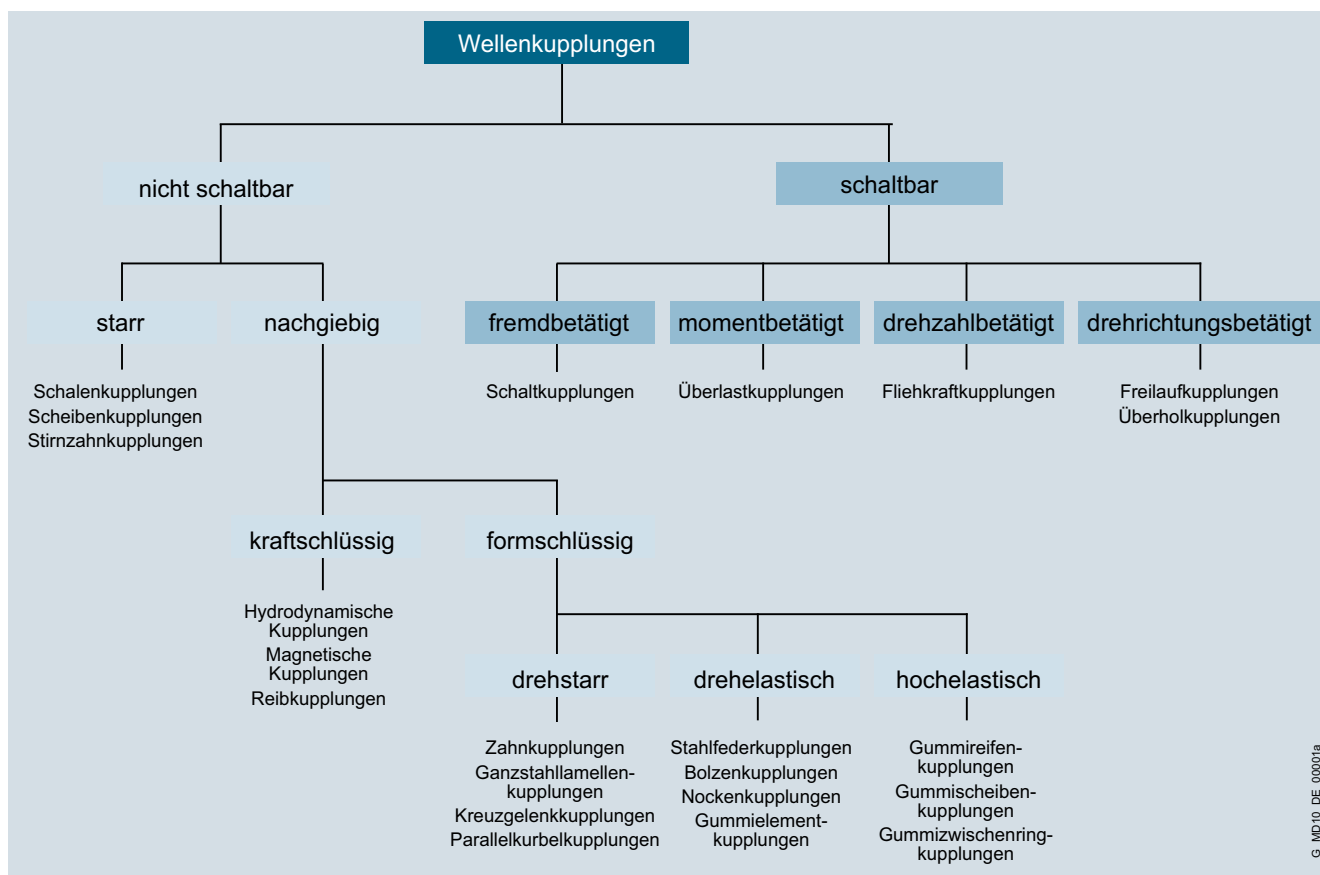 Wellenkupplungen
nicht schaltbar
schaltbar
starr
nachgiebig
fremdbetätigt
momentbetätigt
drehzahlbetätigt
drehrichtungsbetätigt
Schalenkupplungen
Scheibenkupplungen
Stirnzahnkupplungen
Schaltkupplungen
Überlastkupplungen
Fliehkraftkupplungen
Freilaufkupplungen
Überholkupplungen
kraftschlüssig
formschlüssig
Hydrodynamische
Kupplungen
Magnetische
Kupplungen
Reibkupplungen
drehstarr
drehelastisch
hochelastisch
Zahnkupplungen
Ganzstahllamellen-
kupplungen
Kreuzgelenkkupplungen
Parallelkurbelkupplungen
Stahlfederkupplungen
Bolzenkupplungen
Nockenkupplungen
Gummielement-
kupplungen
Gummireifen-
kupplungen
Gummischeiben-
kupplungen
Gummizwischenring-
kupplungen
G_MD10_DE_00001a